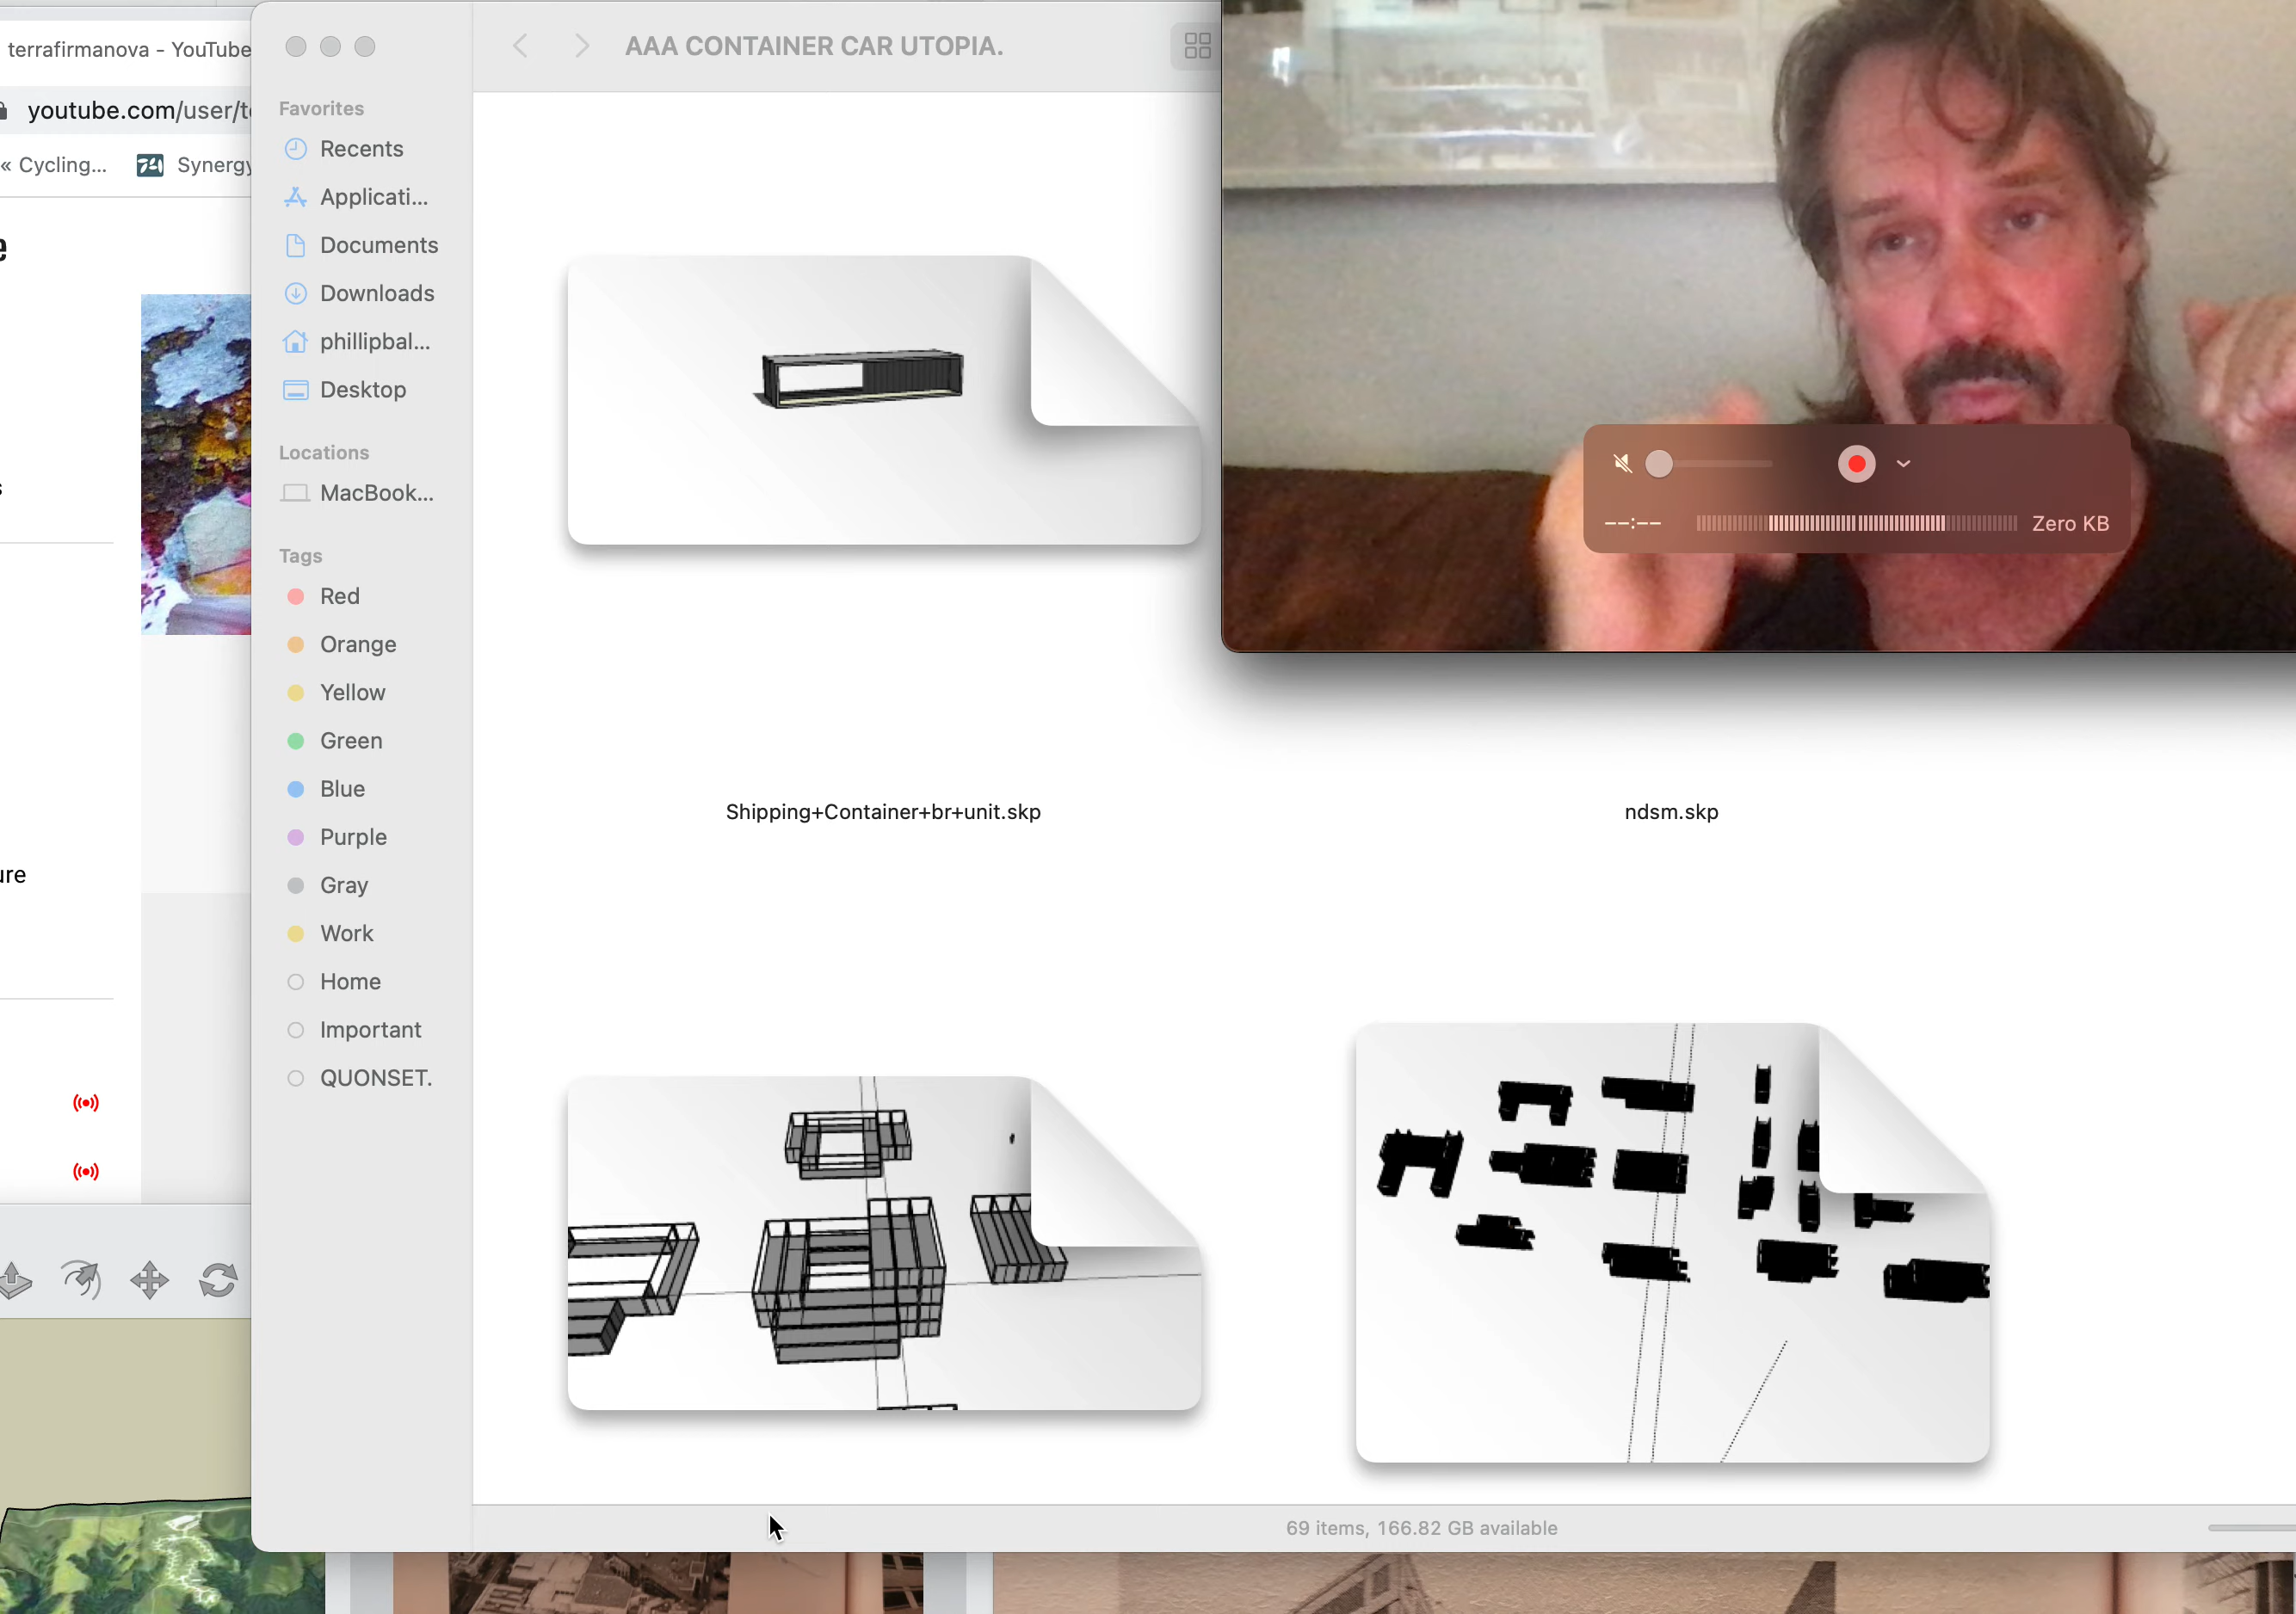 terrafirmanova - YouTube
youtube.com/user/t
« Cycling...
Synergy
e
s
ure
AAA CONTAINER CAR UTOPIA.
Favorites
Recents
Applicati...
Documents
Downloads
phillipbal...
Desktop
Locations
MacBook...
Tags
Red
Orange
Yellow
Green
Blue
Purple
Gray
Work
Home
Important
QUONSET.
--:--
Zero KB
Shipping+Container+br+unit.skp
ndsm.skp
69 items, 166.82 GB available